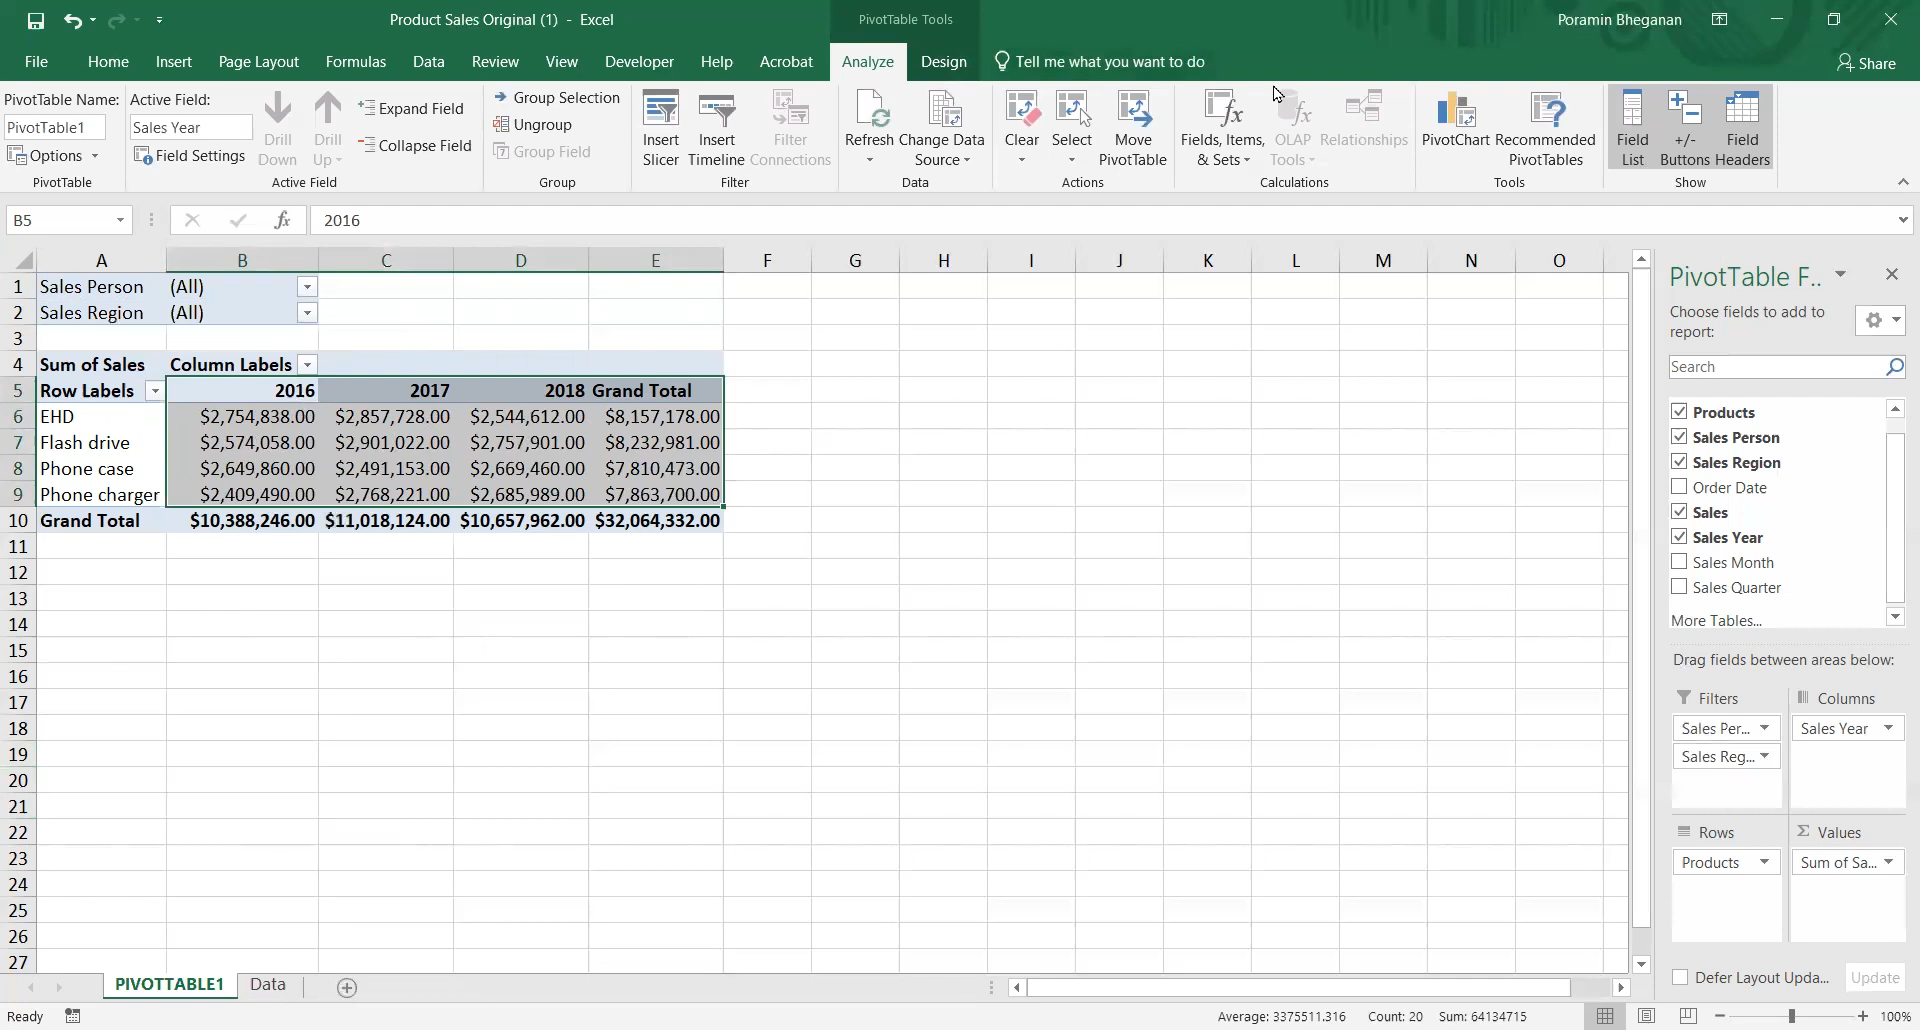 Product Sales Original (1) - Excel
PivotTable Tools
Poramin Bheganan
File Home Insert Page Layout Formulas Data Review View Developer Help Acrobat Analyze Design Tell me what you want to do Share
PivotTable Name:
PivotTable1
Options
PivotTable
Active Field:
Sales Year
Field Settings
Drill Down
Drill Up
Expand Field
Collapse Field
Active Field
Group Selection
Ungroup
Group Field
Group
Insert Slicer
Insert Timeline
Filter Connections
Filter
Refresh
Change Data Source
Data
Clear
Select
Move PivotTable
Actions
Fields, Items, & Sets
OLAP Tools
Relationships
Calculations
PivotChart
Recommended PivotTables
Tools
Field List
+/- Buttons
Field Headers
Show
B5
fx
2016
A B C D E F G H I J K L M N O
1 Sales Person (All)
2 Sales Region (All)
3
4 Sum of Sales Column Labels
5 Row Labels 2016 2017 2018 Grand Total
6 EHD $2,754,838.00 $2,857,728.00 $2,544,612.00 $8,157,178.00
7 Flash drive $2,574,058.00 $2,901,022.00 $2,757,901.00 $8,232,981.00
8 Phone case $2,649,860.00 $2,491,153.00 $2,669,460.00 $7,810,473.00
9 Phone charger $2,409,490.00 $2,768,221.00 $2,685,989.00 $7,863,700.00
10 Grand Total $10,388,246.00 $11,018,124.00 $10,657,962.00 $32,064,332.00
11
12
13
14
15
16
17
18
19
20
21
22
23
24
25
26
27
PivotTable F..
Choose fields to add to
report:
Search
Products
Sales Person
Sales Region
Order Date
Sales
Sales Year
Sales Month
Sales Quarter
More Tables...
Drag fields between areas below:
Filters
Sales Per...
Sales Reg...
Columns
Sales Year
Rows
Products
Σ Values
Sum of Sa...
Defer Layout Upda... Update
PIVOTTABLE1 Data
Ready
Average: 3375511.316 Count: 20 Sum: 64134715
100%